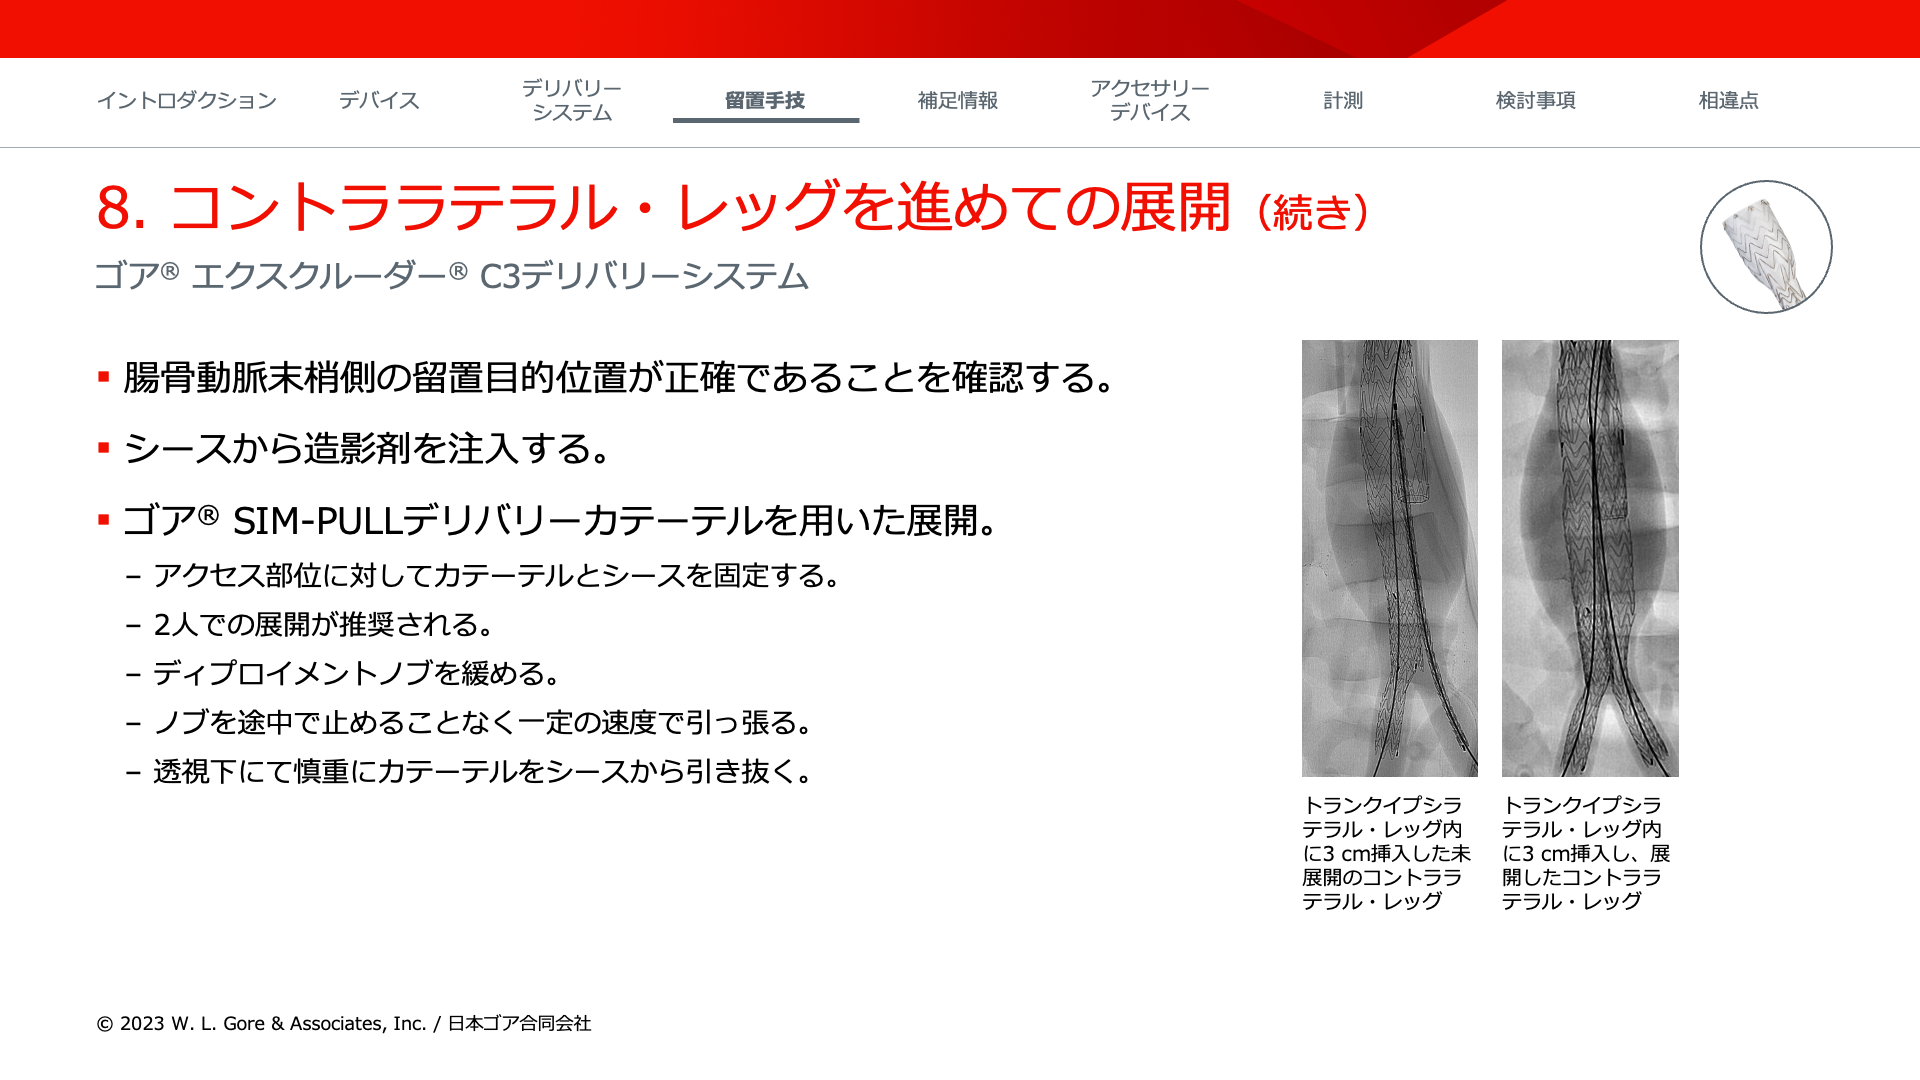 イントロダクション
デバイス
デリバリー
システム
留置手技
補足情報
アクセサリー
デバイス
計測
検討事項
相違点
8. コントララテラル・レッグを進めての展開（続き）
ゴア® エクスクルーダー® C3デリバリーシステム
▪ 腸骨動脈末梢側の留置目的位置が正確であることを確認する。
▪ シースから造影剤を注入する。
▪ ゴア® SIM-PULLデリバリーカテーテルを用いた展開。
– アクセス部位に対してカテーテルとシースを固定する。
– 2人での展開が推奨される。
– ディプロイメントノブを緩める。
– ノブを途中で止めることなく一定の速度で引っ張る。
– 透視下にて慎重にカテーテルをシースから引き抜く。
トランクイプシラ
テラル・レッグ内
に3 cm挿入した未
展開のコントララ
テラル・レッグ
トランクイプシラ
テラル・レッグ内
に3 cm挿入し、展
開したコントララ
テラル・レッグ
© 2023 W. L. Gore & Associates, Inc. / 日本ゴア合同会社